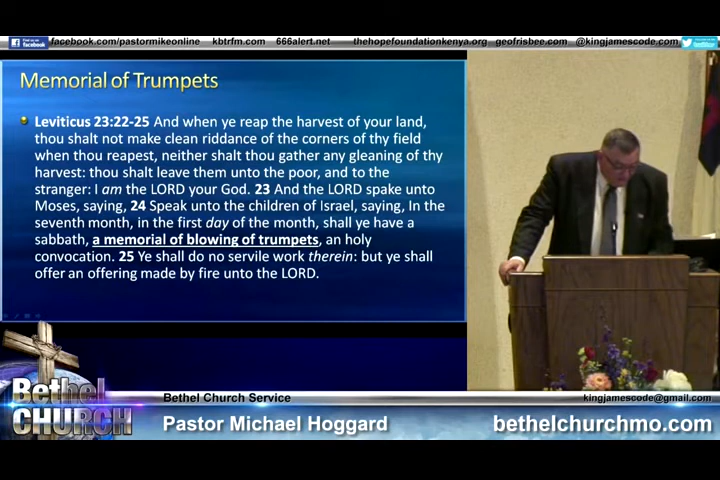 Find us on facebook
facebook.com/pastormikeonline kbtrfm.com 666alert.net thehopefoundationkenya.org geofrisbee.com @kingjamescode.com
Memorial of Trumpets
Leviticus 23:22-25 And when ye reap the harvest of your land,
thou shalt not make clean riddance of the corners of thy field
when thou reapest, neither shalt thou gather any gleaning of thy
harvest: thou shalt leave them unto the poor, and to the
stranger: I am the LORD your God. 23 And the LORD spake unto
Moses, saying, 24 Speak unto the children of Israel, saying, In the
seventh month, in the first day of the month, shall ye have a
sabbath, a memorial of blowing of trumpets, an holy
convocation. 25 Ye shall do no servile work therein: but ye shall
offer an offering made by fire unto the LORD.
Bethel
CHURCH
Bethel Church Service
kingjamescode@gmail.com
Pastor Michael Hoggard
bethelchurchmo.com